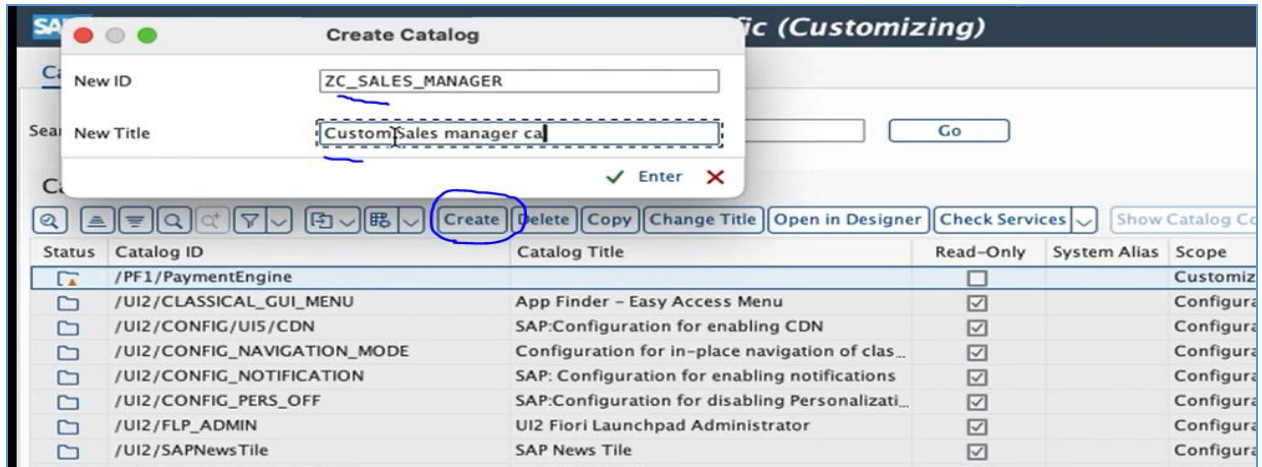 SA
Create Catalog
fic (Customizing)
Ca
New ID
ZC_SALES_MANAGER
Sea
New Title
Custom Sales manager ca
Go
Enter
Ca
Create
Delete
Copy
Change Title
Open in Designer
Check Services
Show Catalog Co
Status Catalog ID Catalog Title Read-Only System Alias Scope
/PF1/PaymentEngine Customiz
/UI2/CLASSICAL_GUI_MENU App Finder - Easy Access Menu Configura
/UI2/CONFIG/UI5/CDN SAP:Configuration for enabling CDN Configura
/UI2/CONFIG_NAVIGATION_MODE Configuration for in-place navigation of clas... Configura
/UI2/CONFIG_NOTIFICATION SAP: Configuration for enabling notifications Configura
/UI2/CONFIG_PERS_OFF SAP:Configuration for disabling Personalizati... Configura
/UI2/FLP_ADMIN UI2 Fiori Launchpad Administrator Configura
/UI2/SAPNewsTile SAP News Tile Configura